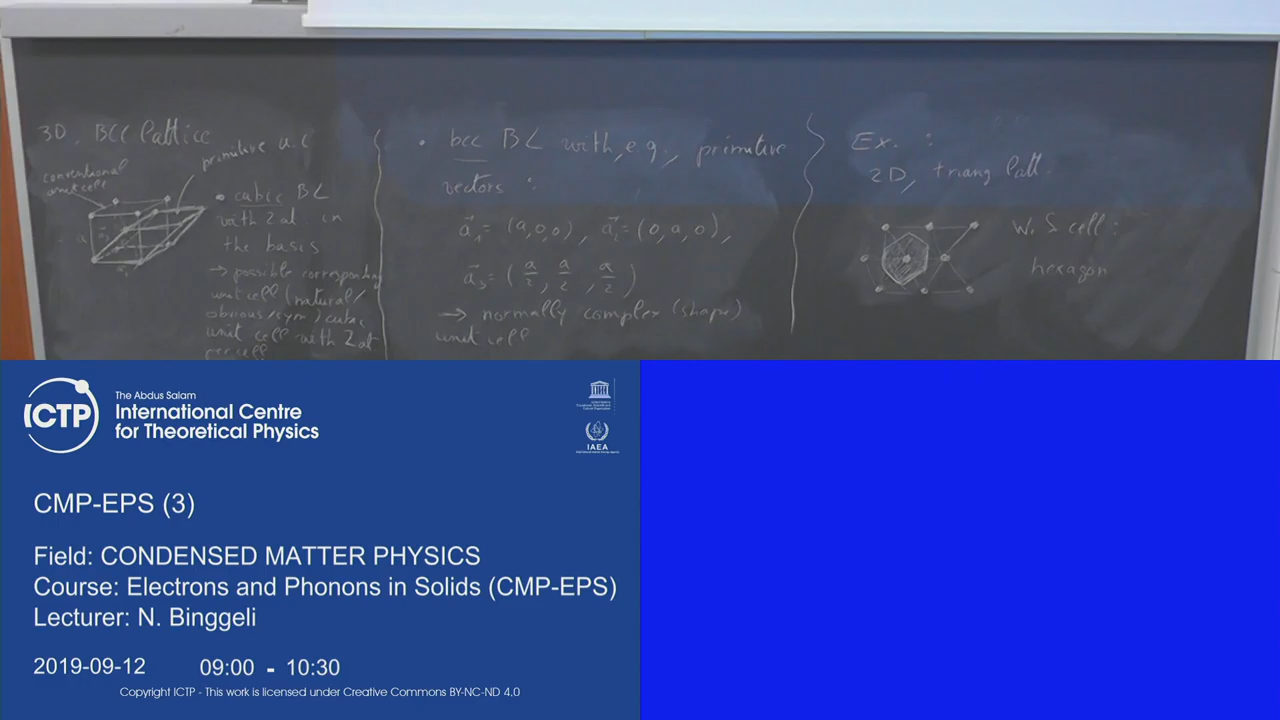 3D, BCC lattice
primitive u.c
conventional
unit cell
• cubic BL
with 2 at in
the basis
→ possible corresponding
unit cell (natural/
obvious/sym) cubic
unit cell with 2 at
per cell
a
a₁
• bcc BL with, e.g., primitive
vectors :
a⃗₁ = (a,0,0), a⃗₂ = (0,a,0),
a⃗₃ = (a/2, a/2, a/2)
→ normally complex (shape)
unit cell
Ex. :
2D, triang latt.
W. S cell:
hexagon
The Abdus Salam
ICTP International Centre
for Theoretical Physics
IAEA
CMP-EPS (3)
Field: CONDENSED MATTER PHYSICS
Course: Electrons and Phonons in Solids (CMP-EPS)
Lecturer: N. Binggeli
2019-09-12 09:00 - 10:30
Copyright ICTP - This work is licensed under Creative Commons BY-NC-ND 4.0